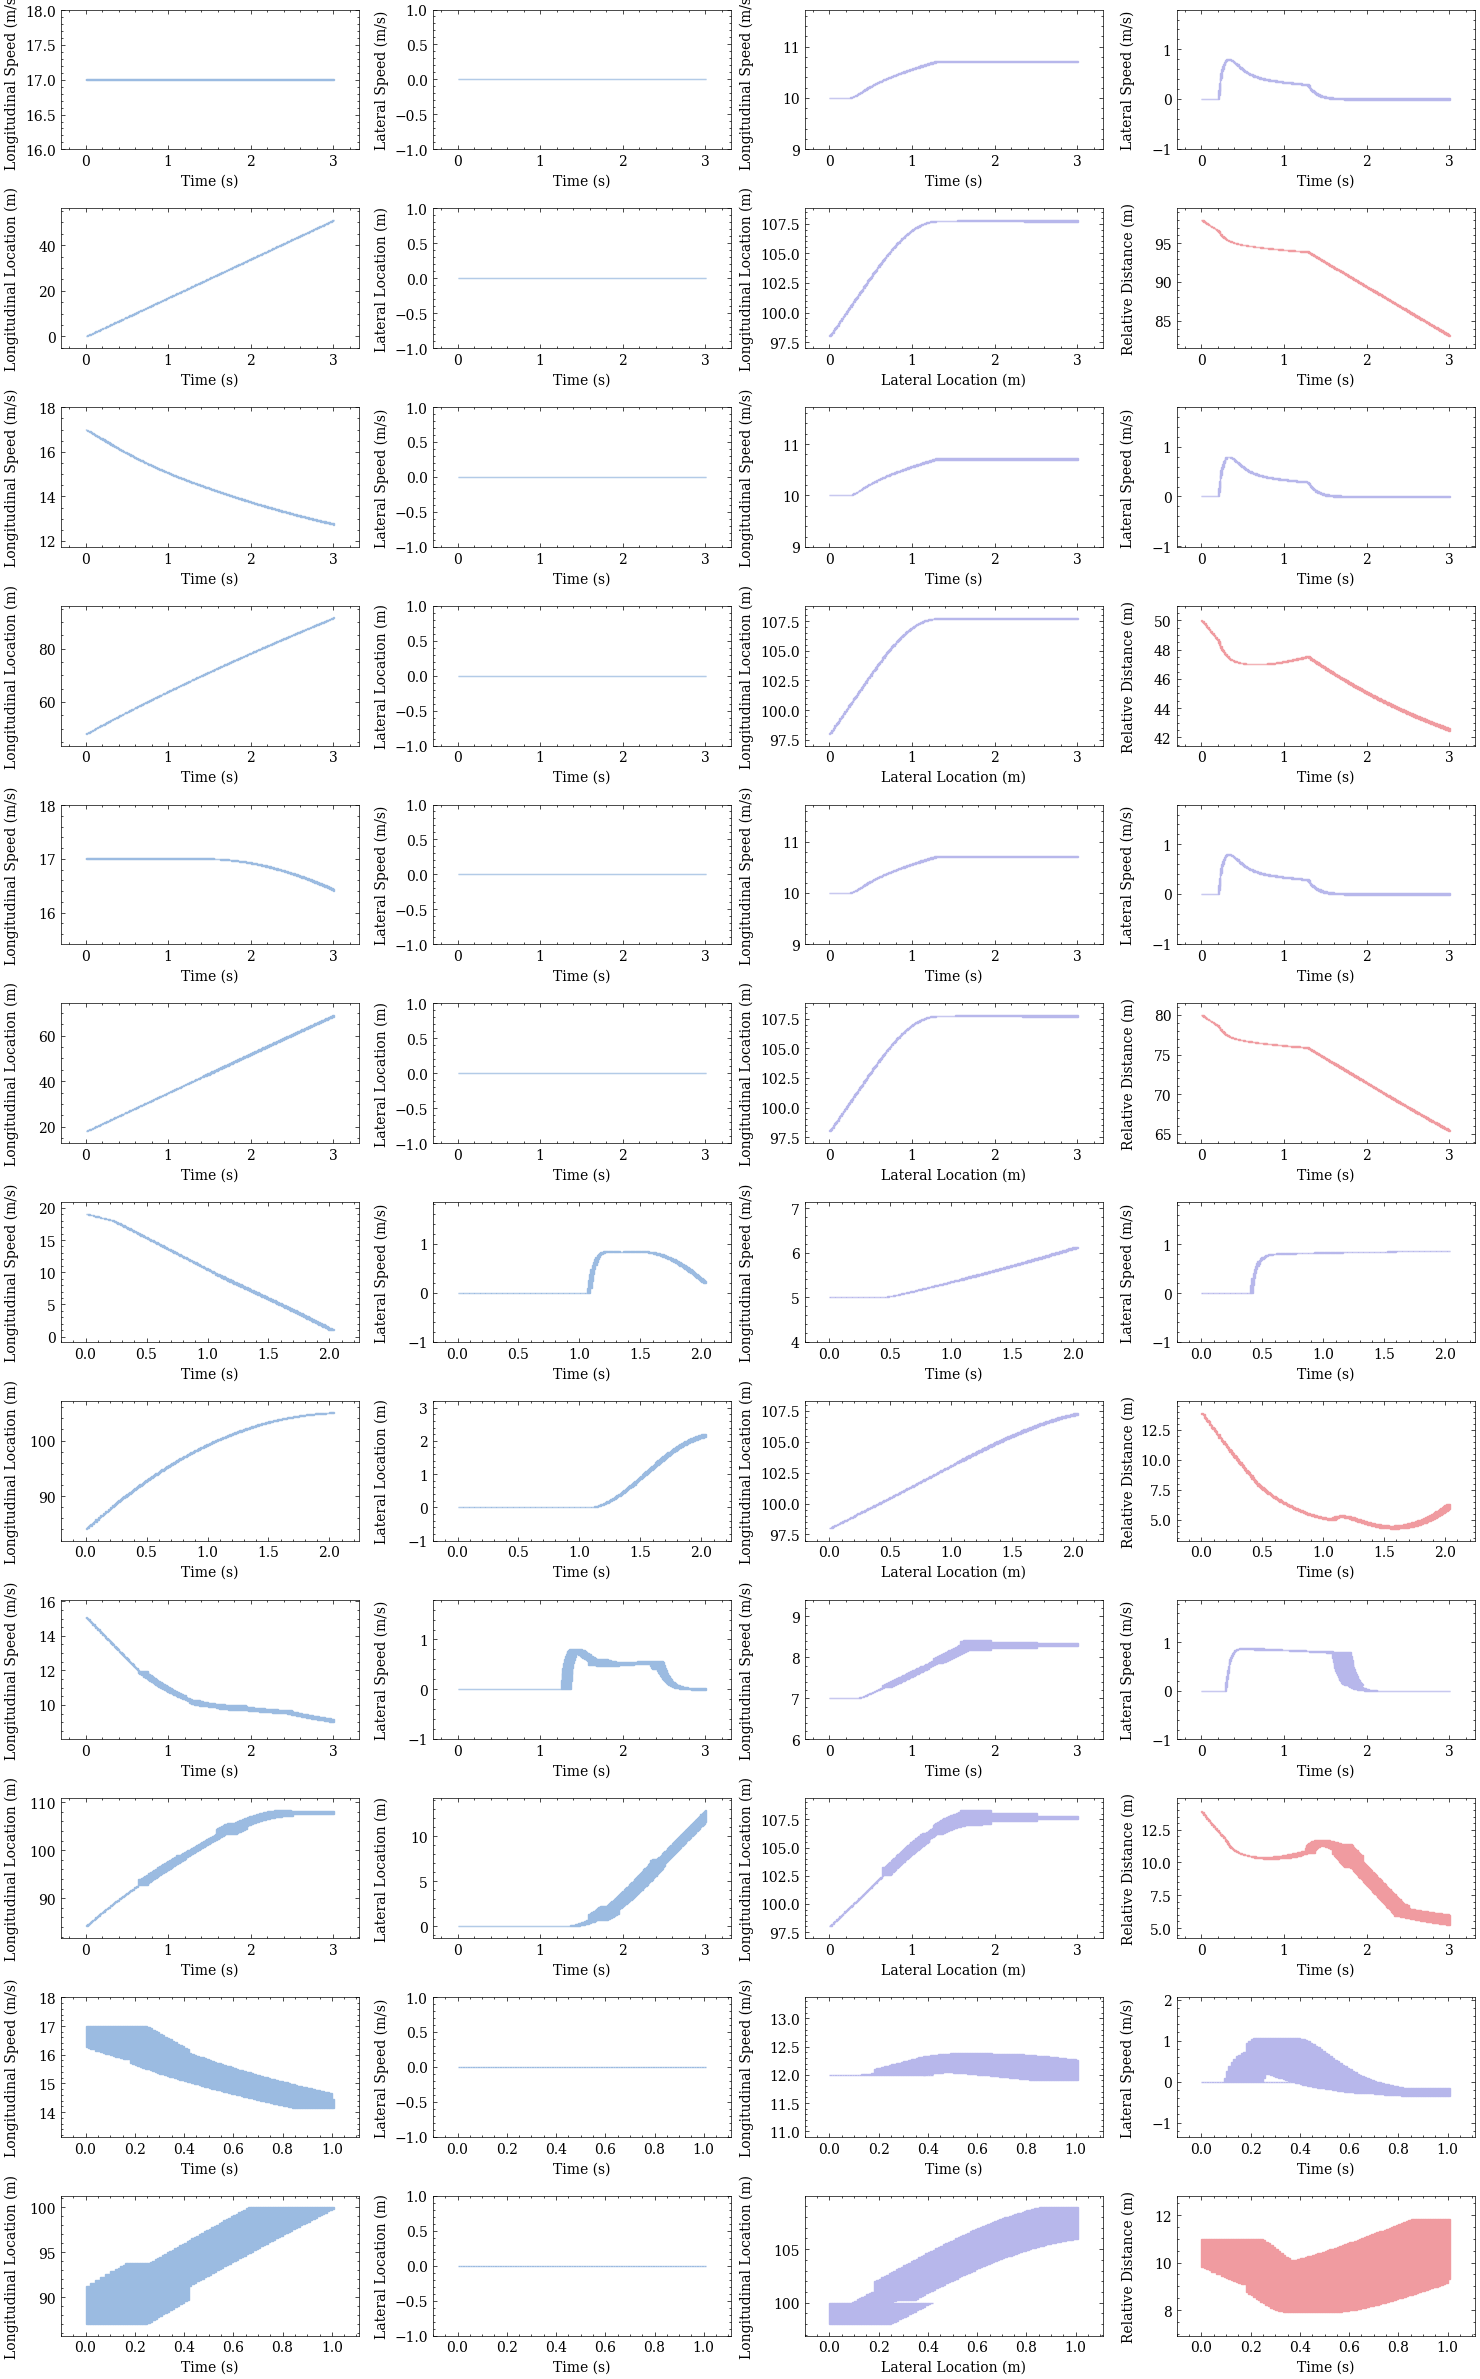 Longitudinal Speed (m/s)
18.0
17.5
17.0
16.5
16.0
0 1 2 3
Time (s)
Lateral Speed (m/s)
1.0
0.5
0.0
−0.5
−1.0
0 1 2 3
Time (s)
Longitudinal Speed (m/s)
11
10
9
0 1 2 3
Time (s)
Lateral Speed (m/s)
1
0
−1
0 1 2 3
Time (s)
Longitudinal Location (m)
40
20
0
0 1 2 3
Time (s)
Lateral Location (m)
1.0
0.5
0.0
−0.5
−1.0
0 1 2 3
Time (s)
Longitudinal Location (m)
107.5
105.0
102.5
100.0
97.5
0 1 2 3
Lateral Location (m)
Relative Distance (m)
95
90
85
0 1 2 3
Time (s)
Longitudinal Speed (m/s)
18
16
14
12
0 1 2 3
Time (s)
Lateral Speed (m/s)
1.0
0.5
0.0
−0.5
−1.0
0 1 2 3
Time (s)
Longitudinal Speed (m/s)
11
10
9
0 1 2 3
Time (s)
Lateral Speed (m/s)
1
0
−1
0 1 2 3
Time (s)
Longitudinal Location (m)
80
60
0 1 2 3
Time (s)
Lateral Location (m)
1.0
0.5
0.0
−0.5
−1.0
0 1 2 3
Time (s)
Longitudinal Location (m)
107.5
105.0
102.5
100.0
97.5
0 1 2 3
Lateral Location (m)
Relative Distance (m)
50
48
46
44
42
0 1 2 3
Time (s)
Longitudinal Speed (m/s)
18
17
16
0 1 2 3
Time (s)
Lateral Speed (m/s)
1.0
0.5
0.0
−0.5
−1.0
0 1 2 3
Time (s)
Longitudinal Speed (m/s)
11
10
9
0 1 2 3
Time (s)
Lateral Speed (m/s)
1
0
−1
0 1 2 3
Time (s)
Longitudinal Location (m)
60
40
20
0 1 2 3
Time (s)
Lateral Location (m)
1.0
0.5
0.0
−0.5
−1.0
0 1 2 3
Time (s)
Longitudinal Location (m)
107.5
105.0
102.5
100.0
97.5
0 1 2 3
Lateral Location (m)
Relative Distance (m)
80
75
70
65
0 1 2 3
Time (s)
Longitudinal Speed (m/s)
20
15
10
5
0
0.0 0.5 1.0 1.5 2.0
Time (s)
Lateral Speed (m/s)
1
0
−1
0.0 0.5 1.0 1.5 2.0
Time (s)
Longitudinal Speed (m/s)
7
6
5
4
0.0 0.5 1.0 1.5 2.0
Time (s)
Lateral Speed (m/s)
1
0
−1
0.0 0.5 1.0 1.5 2.0
Time (s)
Longitudinal Location (m)
100
90
0.0 0.5 1.0 1.5 2.0
Time (s)
Lateral Location (m)
3
2
1
0
−1
0.0 0.5 1.0 1.5 2.0
Time (s)
Longitudinal Location (m)
107.5
105.0
102.5
100.0
97.5
0.0 0.5 1.0 1.5 2.0
Lateral Location (m)
Relative Distance (m)
12.5
10.0
7.5
5.0
0.0 0.5 1.0 1.5 2.0
Time (s)
Longitudinal Speed (m/s)
16
14
12
10
0 1 2 3
Time (s)
Lateral Speed (m/s)
1
0
−1
0 1 2 3
Time (s)
Longitudinal Speed (m/s)
9
8
7
6
0 1 2 3
Time (s)
Lateral Speed (m/s)
1
0
−1
0 1 2 3
Time (s)
Longitudinal Location (m)
110
100
90
0 1 2 3
Time (s)
Lateral Location (m)
10
5
0
0 1 2 3
Time (s)
Longitudinal Location (m)
107.5
105.0
102.5
100.0
97.5
0 1 2 3
Lateral Location (m)
Relative Distance (m)
12.5
10.0
7.5
5.0
0 1 2 3
Time (s)
Longitudinal Speed (m/s)
18
17
16
15
14
0.0 0.2 0.4 0.6 0.8 1.0
Time (s)
Lateral Speed (m/s)
1.0
0.5
0.0
−0.5
−1.0
0.0 0.2 0.4 0.6 0.8 1.0
Time (s)
Longitudinal Speed (m/s)
13.0
12.5
12.0
11.5
11.0
0.0 0.2 0.4 0.6 0.8 1.0
Time (s)
Lateral Speed (m/s)
2
1
0
−1
0.0 0.2 0.4 0.6 0.8 1.0
Time (s)
Longitudinal Location (m)
100
95
90
0.0 0.2 0.4 0.6 0.8 1.0
Time (s)
Lateral Location (m)
1.0
0.5
0.0
−0.5
−1.0
0.0 0.2 0.4 0.6 0.8 1.0
Time (s)
Longitudinal Location (m)
105
100
0.0 0.2 0.4 0.6 0.8 1.0
Lateral Location (m)
Relative Distance (m)
12
10
8
0.0 0.2 0.4 0.6 0.8 1.0
Time (s)